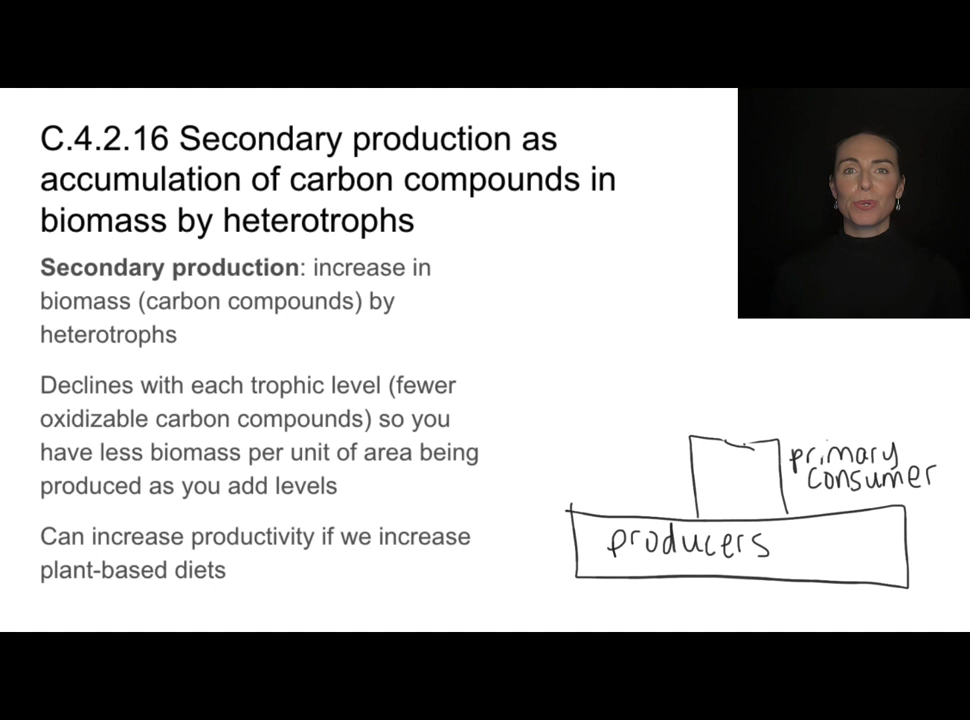 C.4.2.16 Secondary production as
accumulation of carbon compounds in
biomass by heterotrophs
Secondary production: increase in
biomass (carbon compounds) by
heterotrophs
Declines with each trophic level (fewer
oxidizable carbon compounds) so you
have less biomass per unit of area being
produced as you add levels
Can increase productivity if we increase
plant-based diets
primary
consumer
producers